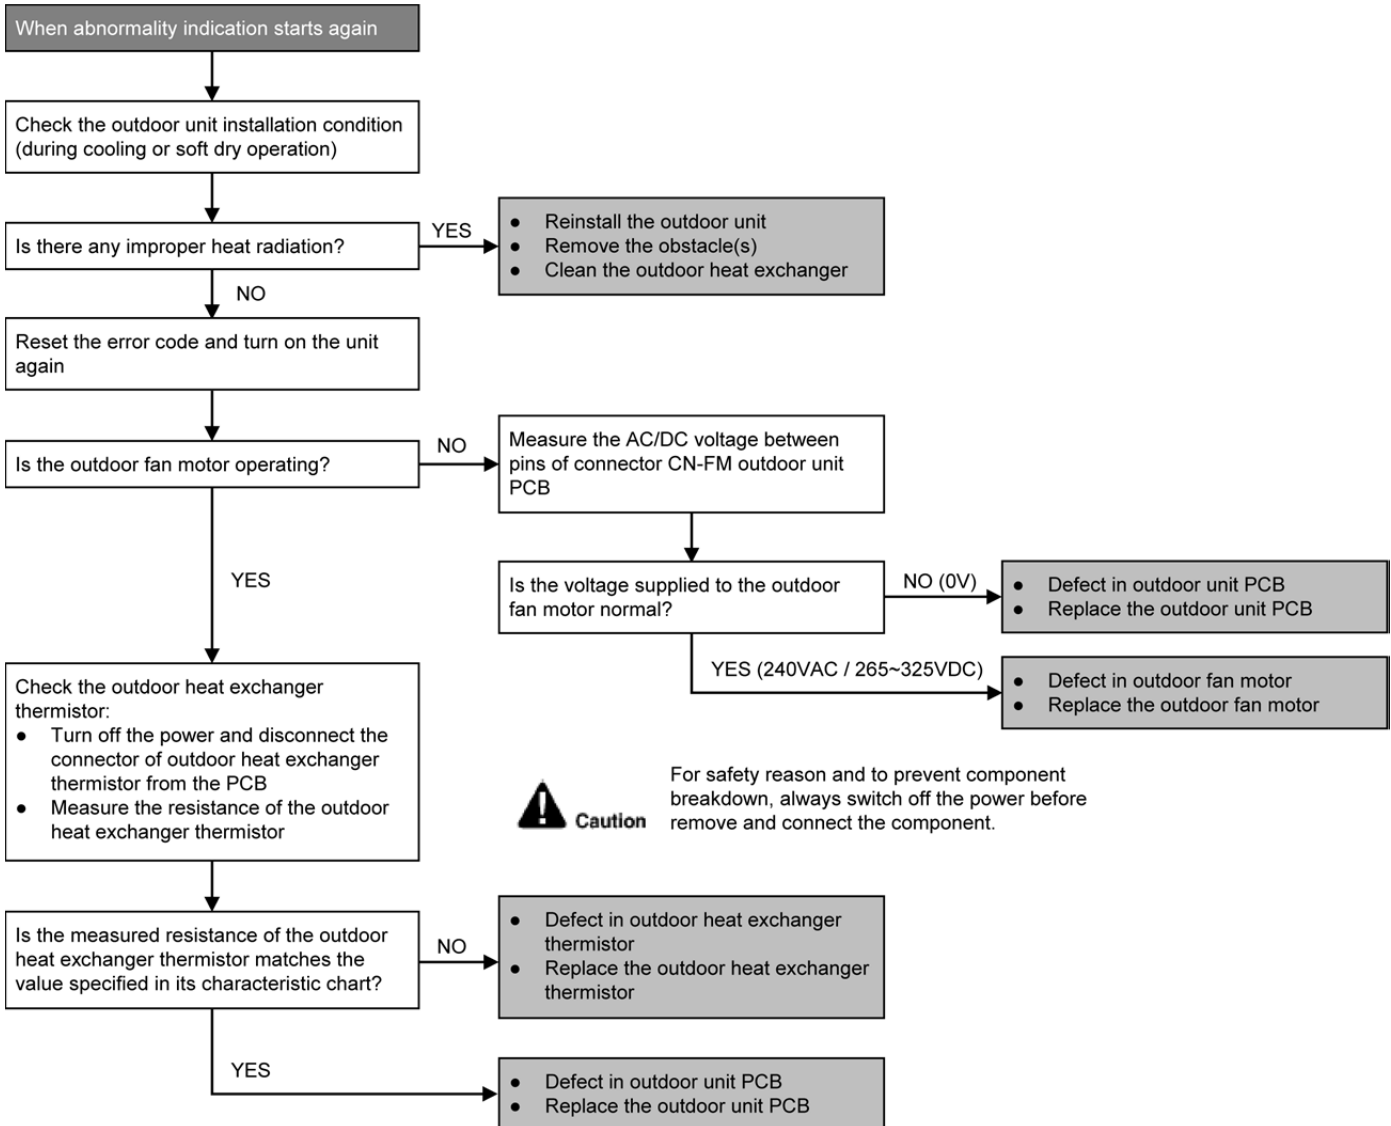 When abnormality indication starts again
Check the outdoor unit installation condition
(during cooling or soft dry operation)
Is there any improper heat radiation?
YES
● Reinstall the outdoor unit
● Remove the obstacle(s)
● Clean the outdoor heat exchanger
NO
Reset the error code and turn on the unit
again
Is the outdoor fan motor operating?
NO
Measure the AC/DC voltage between
pins of connector CN-FM outdoor unit
PCB
YES
Is the voltage supplied to the outdoor
fan motor normal?
NO (0V)
● Defect in outdoor unit PCB
● Replace the outdoor unit PCB
YES (240VAC / 265~325VDC)
● Defect in outdoor fan motor
● Replace the outdoor fan motor
Check the outdoor heat exchanger
thermistor:
● Turn off the power and disconnect the
connector of outdoor heat exchanger
thermistor from the PCB
● Measure the resistance of the outdoor
heat exchanger thermistor
Caution
For safety reason and to prevent component
breakdown, always switch off the power before
remove and connect the component.
Is the measured resistance of the outdoor
heat exchanger thermistor matches the
value specified in its characteristic chart?
NO
● Defect in outdoor heat exchanger
thermistor
● Replace the outdoor heat exchanger
thermistor
YES
● Defect in outdoor unit PCB
● Replace the outdoor unit PCB